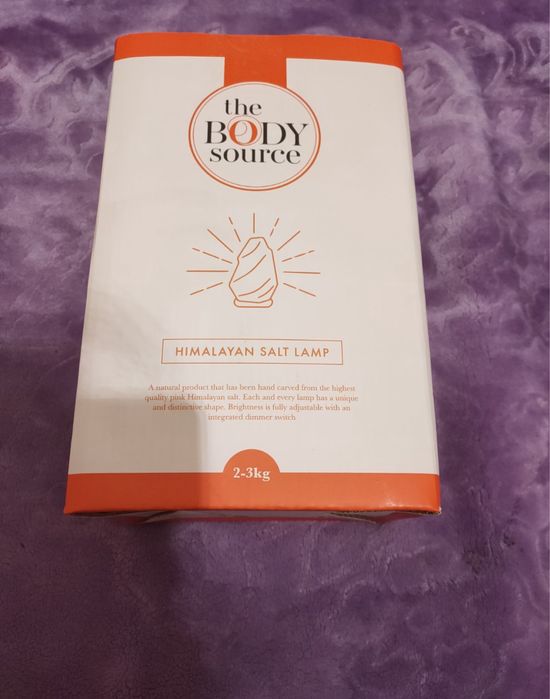 the
BODY
source
HIMALAYAN SALT LAMP
A natural product that has been hand carved from the highest
quality pink Himalayan salt. Each and every lamp has a unique
and distinctive shape. Brightness is fully adjustable with an
integrated dimmer switch
2-3kg